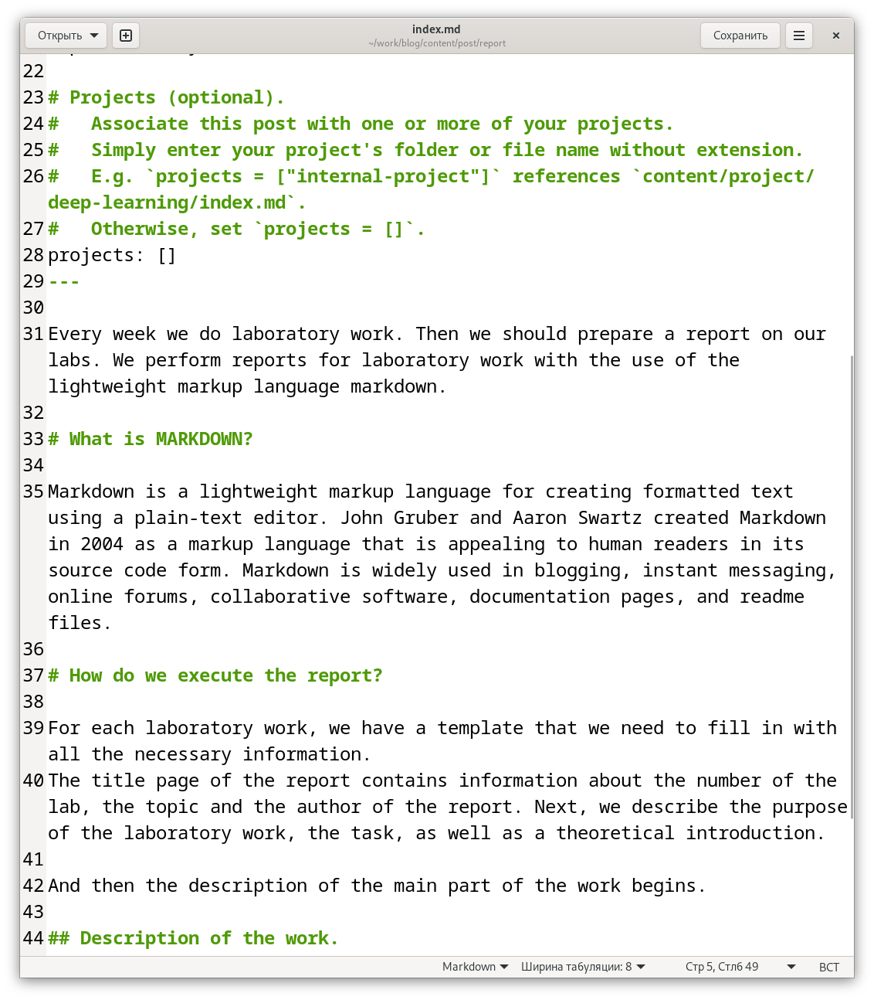 Открыть
index.md
~/work/blog/content/post/report
Сохранить
22
23 # Projects (optional).
24 #   Associate this post with one or more of your projects.
25 #   Simply enter your project's folder or file name without extension.
26 #   E.g. `projects = ["internal-project"]` references `content/project/
deep-learning/index.md`.
27 #   Otherwise, set `projects = []`.
28 projects: []
29 ---
30
31 Every week we do laboratory work. Then we should prepare a report on our
labs. We perform reports for laboratory work with the use of the
lightweight markup language markdown.
32
33 # What is MARKDOWN?
34
35 Markdown is a lightweight markup language for creating formatted text
using a plain-text editor. John Gruber and Aaron Swartz created Markdown
in 2004 as a markup language that is appealing to human readers in its
source code form. Markdown is widely used in blogging, instant messaging,
online forums, collaborative software, documentation pages, and readme
files.
36
37 # How do we execute the report?
38
39 For each laboratory work, we have a template that we need to fill in with
all the necessary information.
40 The title page of the report contains information about the number of the
lab, the topic and the author of the report. Next, we describe the purpose
of the laboratory work, the task, as well as a theoretical introduction.
41
42 And then the description of the main part of the work begins.
43
44 ## Description of the work.
Markdown Ширина табуляции: 8 Стр 5, Стлб 49 ВСТ